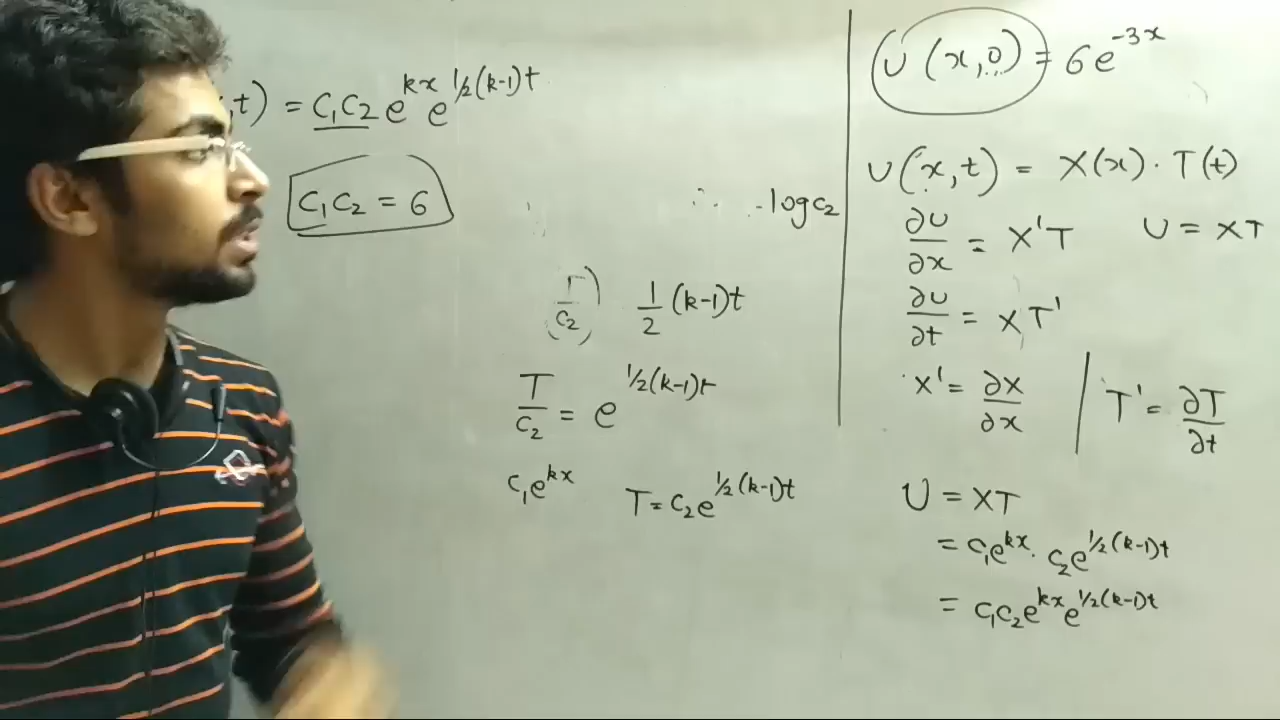 ,t) = C₁C₂ e^{kx} e^{1/2(k-1)t}
C₁C₂ = 6
∴ logc₂
T/c₂ 1/2 (k-1)t
T/c₂ = e^{1/2(k-1)t}
c₁e^{kx} T = c₂e^{1/2(k-1)t}
U(x,0) = 6e^{-3x}
U(x,t) = X(x) · T(t)
∂U/∂x = X'T U = XT
∂U/∂t = XT'
X' = ∂X/∂x | T' = ∂T/∂t
U = XT
= c₁e^{kx} · c₂e^{1/2(k-1)t}
= c₁c₂e^{kx}e^{1/2(k-1)t}